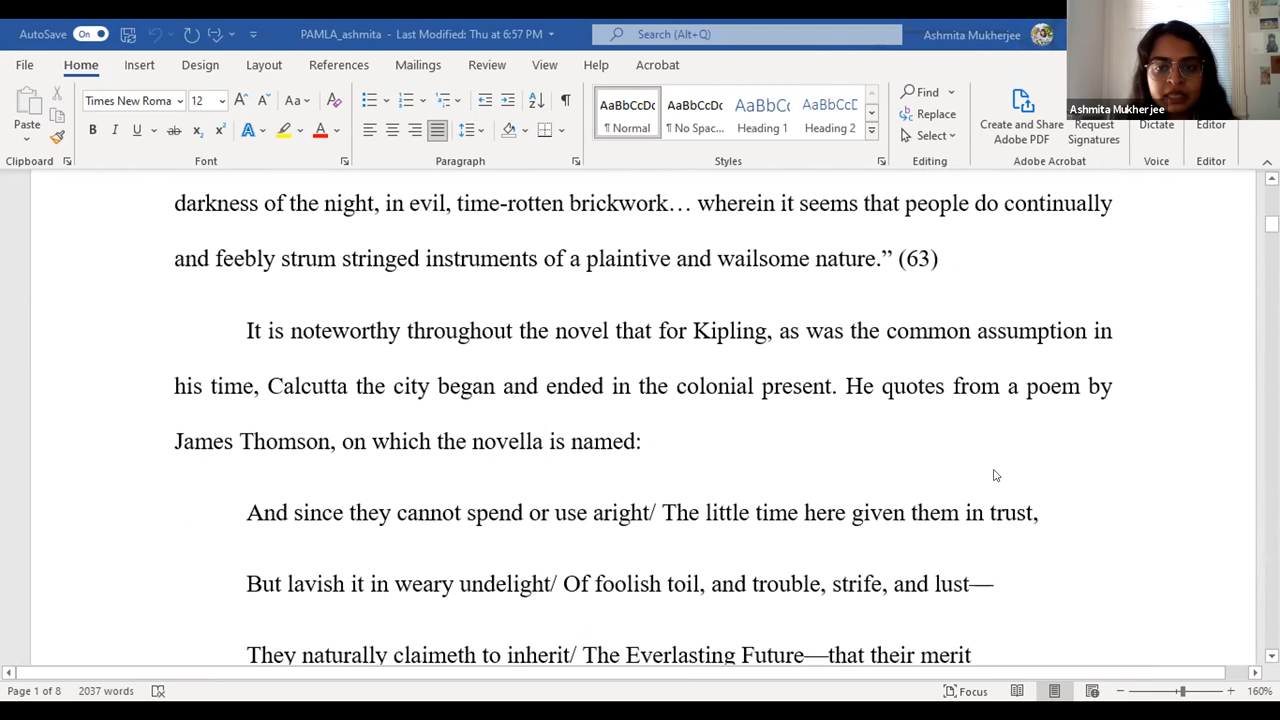 AutoSave On PAMLA_ashmita - Last Modified: Thu at 6:57 PM Search (Alt+Q) Ashmita Mukherjee
File Home Insert Design Layout References Mailings Review View Help Acrobat
Ashmita Mukherjee
Paste
Times New Roma 12
AaBbCcDc AaBbCcDc AaBbCc AaBbCcD
¶ Normal ¶ No Spac... Heading 1 Heading 2
Find
Replace
Select
Create and Share Adobe PDF
Request Signatures
Dictate
Editor
Clipboard Font Paragraph Styles Editing Adobe Acrobat Voice Editor
darkness of the night, in evil, time-rotten brickwork… wherein it seems that people do continually
and feebly strum stringed instruments of a plaintive and wailsome nature.” (63)
It is noteworthy throughout the novel that for Kipling, as was the common assumption in
his time, Calcutta the city began and ended in the colonial present. He quotes from a poem by
James Thomson, on which the novella is named:
And since they cannot spend or use aright/ The little time here given them in trust,
But lavish it in weary undelight/ Of foolish toil, and trouble, strife, and lust—
They naturally claimeth to inherit/ The Everlasting Future—that their merit
Page 1 of 8 2037 words Focus 160%